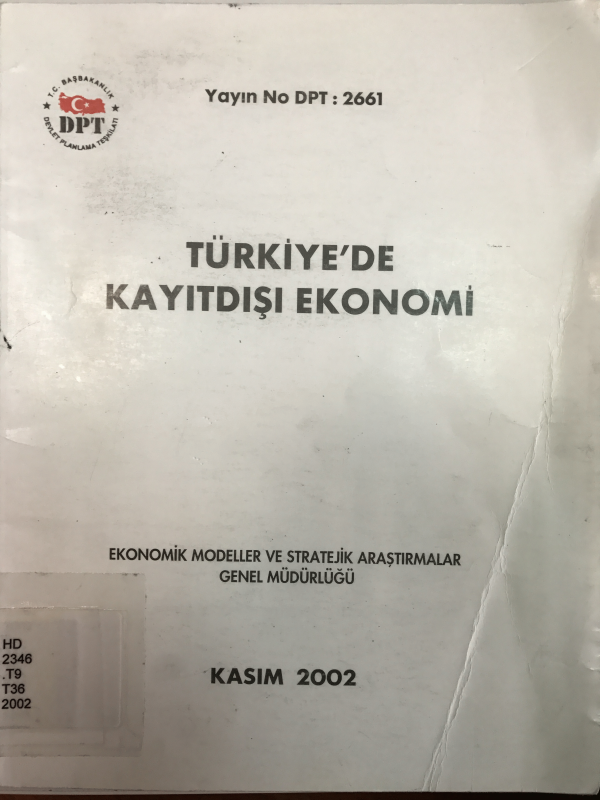 T.C. BAŞBAKANLIK
DPT
DEVLET PLANLAMA TEŞKİLATI
Yayın No DPT : 2661
TÜRKİYE'DE
KAYITDIŞI EKONOMİ
EKONOMİK MODELLER VE STRATEJİK ARAŞTIRMALAR
GENEL MÜDÜRLÜĞÜ
KASIM 2002
HD
2346
.T9
T36
2002